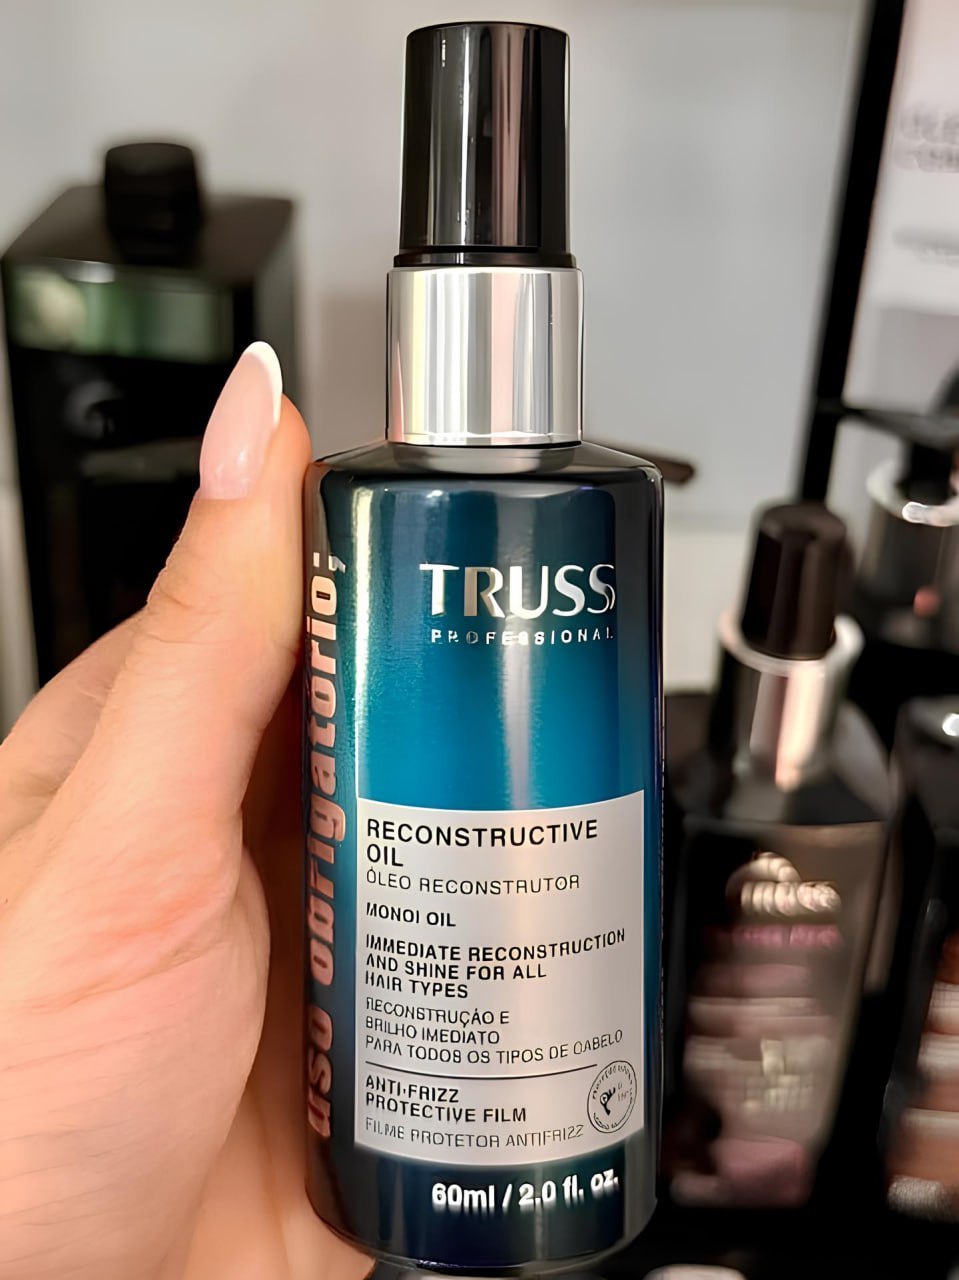 TRUSS
PROFESSIONAL
uso obrigatório;
RECONSTRUCTIVE
OIL
ÓLEO RECONSTRUTOR
MONOI OIL
IMMEDIATE RECONSTRUCTION
AND SHINE FOR ALL
HAIR TYPES
RECONSTRUÇÃO E
BRILHO IMEDIATO
PARA TODOS OS TIPOS DE CABELO
ANTI-FRIZZ
PROTECTIVE FILM
FILME PROTETOR ANTIFRIZZ
60ml / 2.0 fl. oz.